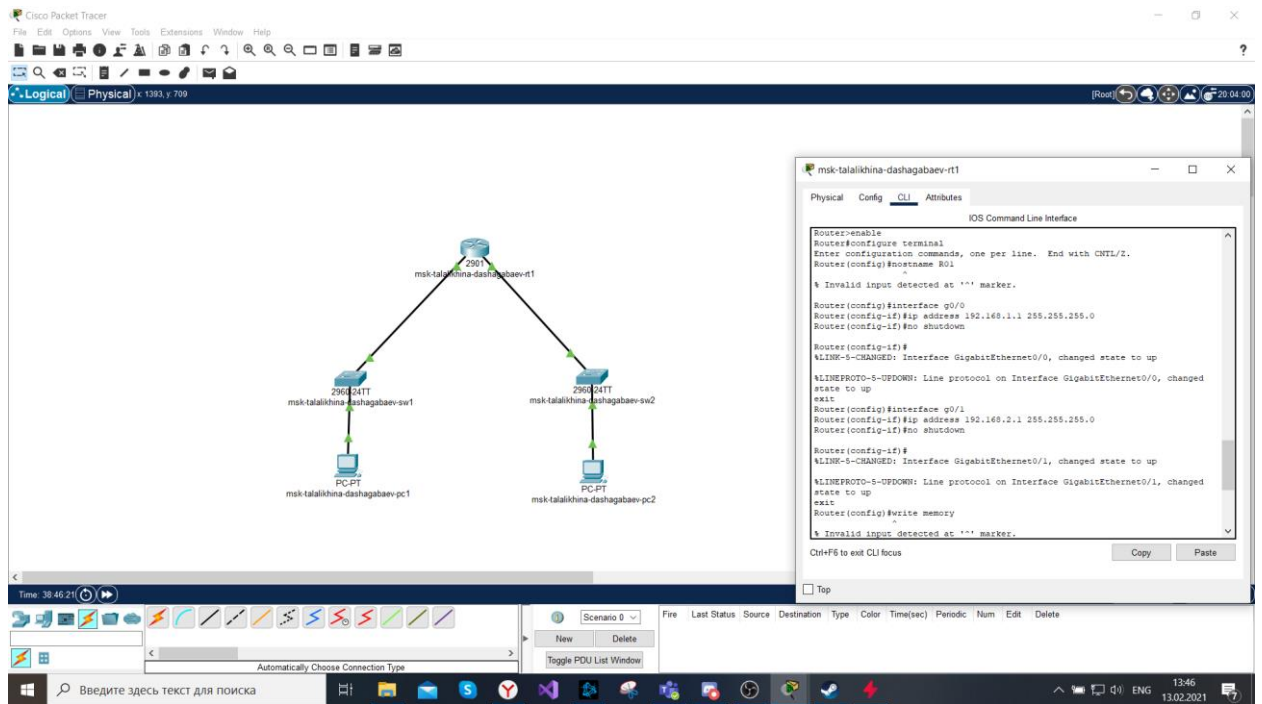 Cisco Packet Tracer
File Edit Options View Tools Extensions Window Help
?
Logical Physical x: 1393, y: 709
[Root] 20:04:00
2901
msk-talalikhina-dashagabaev-rt1
2960-24TT
msk-talalikhina-dashagabaev-sw1
2960-24TT
msk-talalikhina-dashagabaev-sw2
PC-PT
msk-talalikhina-dashagabaev-pc1
PC-PT
msk-talalikhina-dashagabaev-pc2
msk-talalikhina-dashagabaev-rt1
Physical Config CLI Attributes
IOS Command Line Interface
Router>enable
Router#configure terminal
Enter configuration commands, one per line. End with CNTL/Z.
Router(config)#nostname R01
^
% Invalid input detected at '^' marker.
Router(config)#interface g0/0
Router(config-if)#ip address 192.168.1.1 255.255.255.0
Router(config-if)#no shutdown
Router(config-if)#
%LINK-5-CHANGED: Interface GigabitEthernet0/0, changed state to up
%LINEPROTO-5-UPDOWN: Line protocol on Interface GigabitEthernet0/0, changed
state to up
exit
Router(config)#interface g0/1
Router(config-if)#ip address 192.168.2.1 255.255.255.0
Router(config-if)#no shutdown
Router(config-if)#
%LINK-5-CHANGED: Interface GigabitEthernet0/1, changed state to up
%LINEPROTO-5-UPDOWN: Line protocol on Interface GigabitEthernet0/1, changed
state to up
exit
Router(config)#write memory
^
% Invalid input detected at '^' marker.
Ctrl+F6 to exit CLI focus
Copy Paste
Top
Time: 38:46:21
Scenario 0
New Delete
Toggle PDU List Window
Fire Last Status Source Destination Type Color Time(sec) Periodic Num Edit Delete
Automatically Choose Connection Type
Введите здесь текст для поиска
ENG
13:46
13.02.2021
7